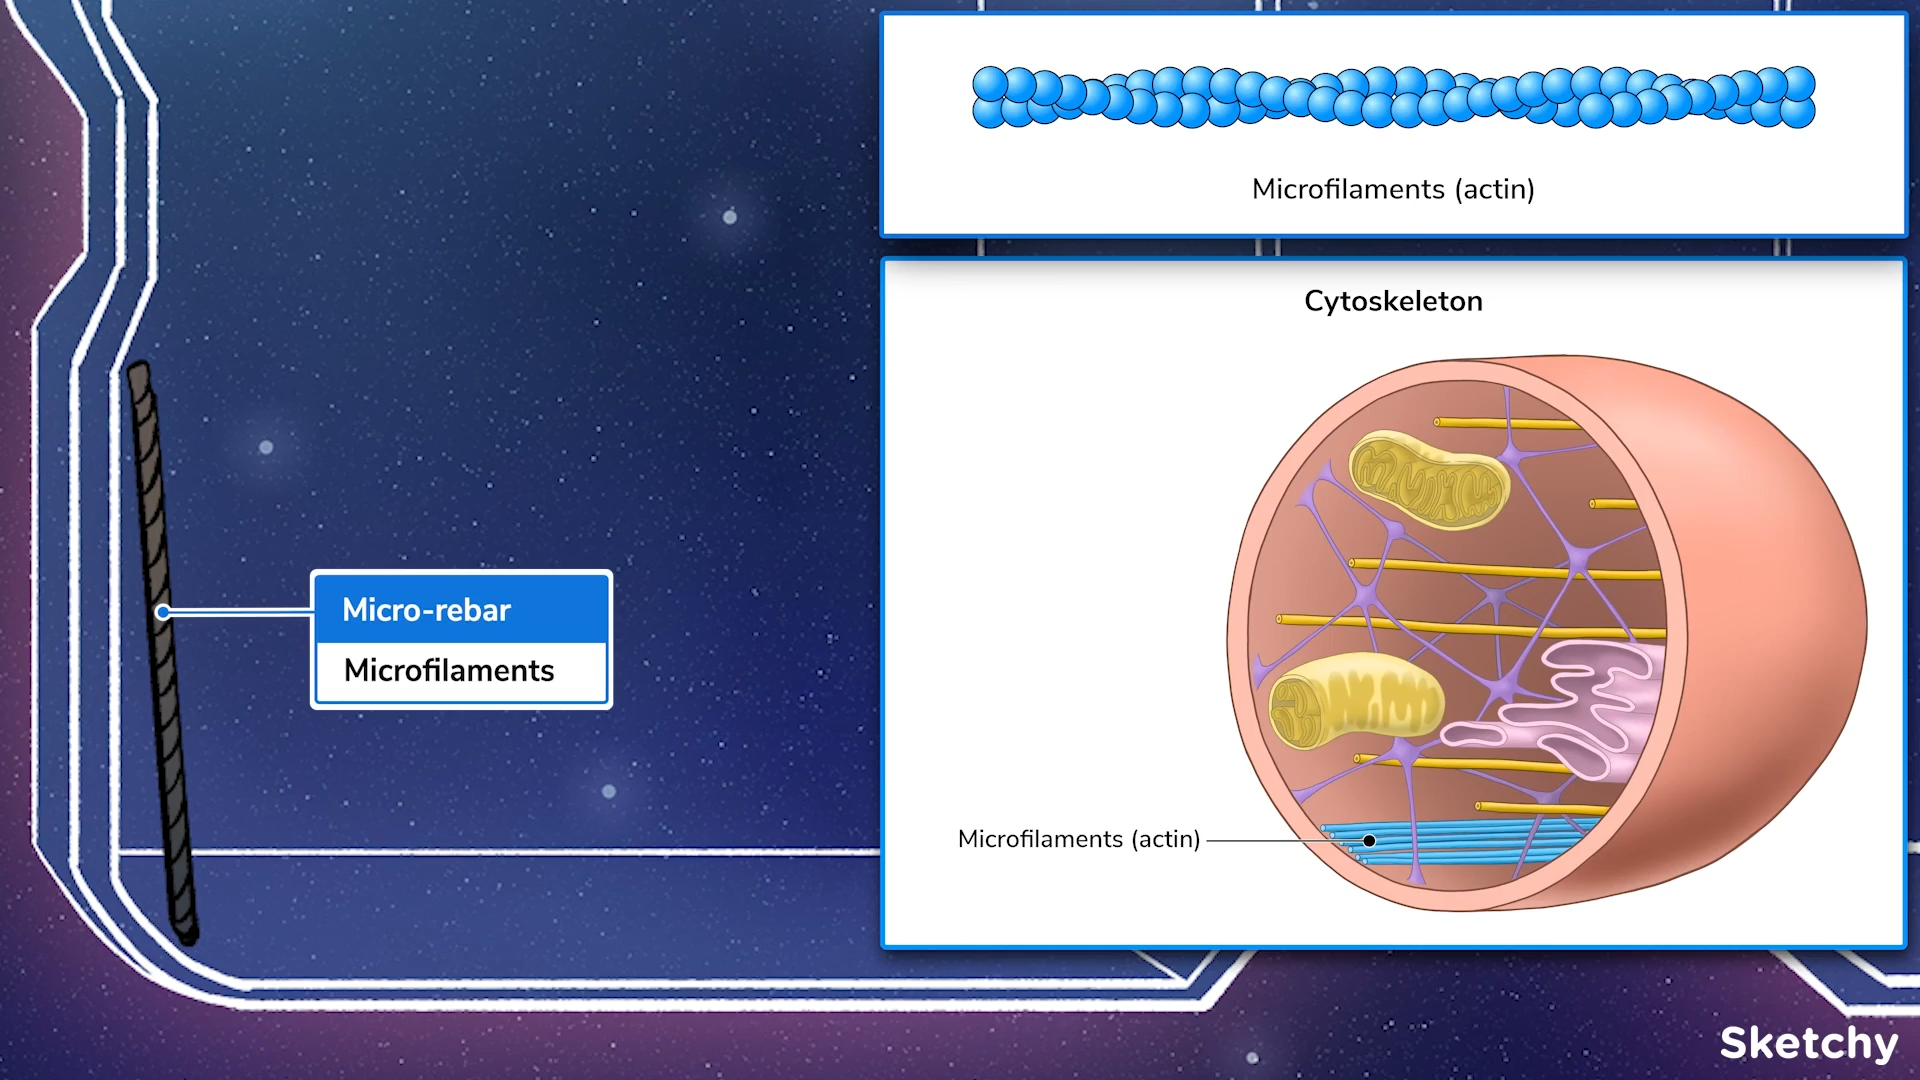 Microfilaments (actin)
Cytoskeleton
Micro-rebar
Microfilaments
Microfilaments (actin)
Sketchy